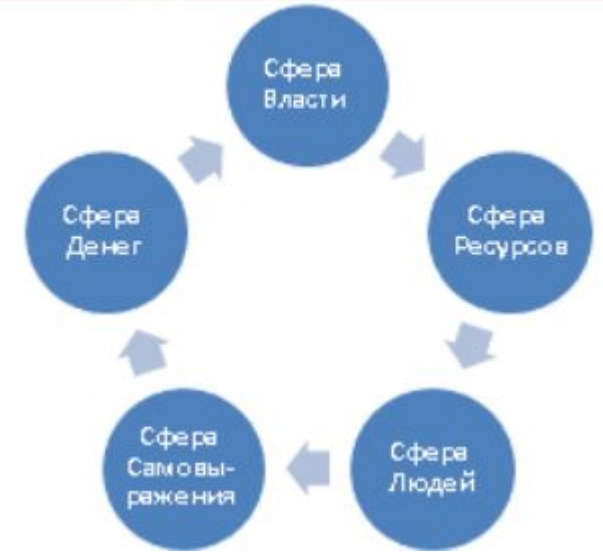 Сфера
Власти
Сфера
Ресурсов
Сфера
Людей
Сфера
Самовы-
ражения
Сфера
Денег